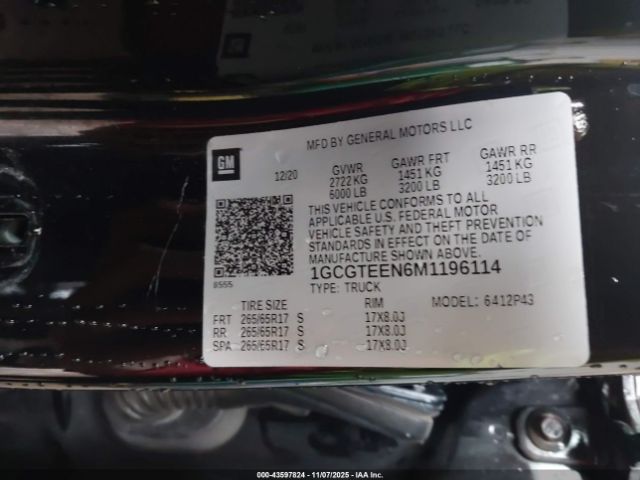 MFD BY GENERAL MOTORS LLC
GM
12/20
GVWR GAWR FRT GAWR RR
2722 KG 1451 KG 1451 KG
6000 LB 3200 LB 3200 LB
THIS VEHICLE CONFORMS TO ALL
APPLICABLE U.S. FEDERAL MOTOR
VEHICLE SAFETY AND THEFT PREVENTION
STANDARDS IN EFFECT ON THE DATE OF
MANUFACTURE SHOWN ABOVE.
1GCGTEEN6M1196114
8555
TYPE: TRUCK
TIRE SIZE RIM MODEL: 6412P43
FRT 265/65R17 S 17X8.0J
RR 265/65R17 S 17X8.0J
SPA 265/65R17 S 17X8.0J
000-43597824 - 11/07/2025 - IAA Inc.